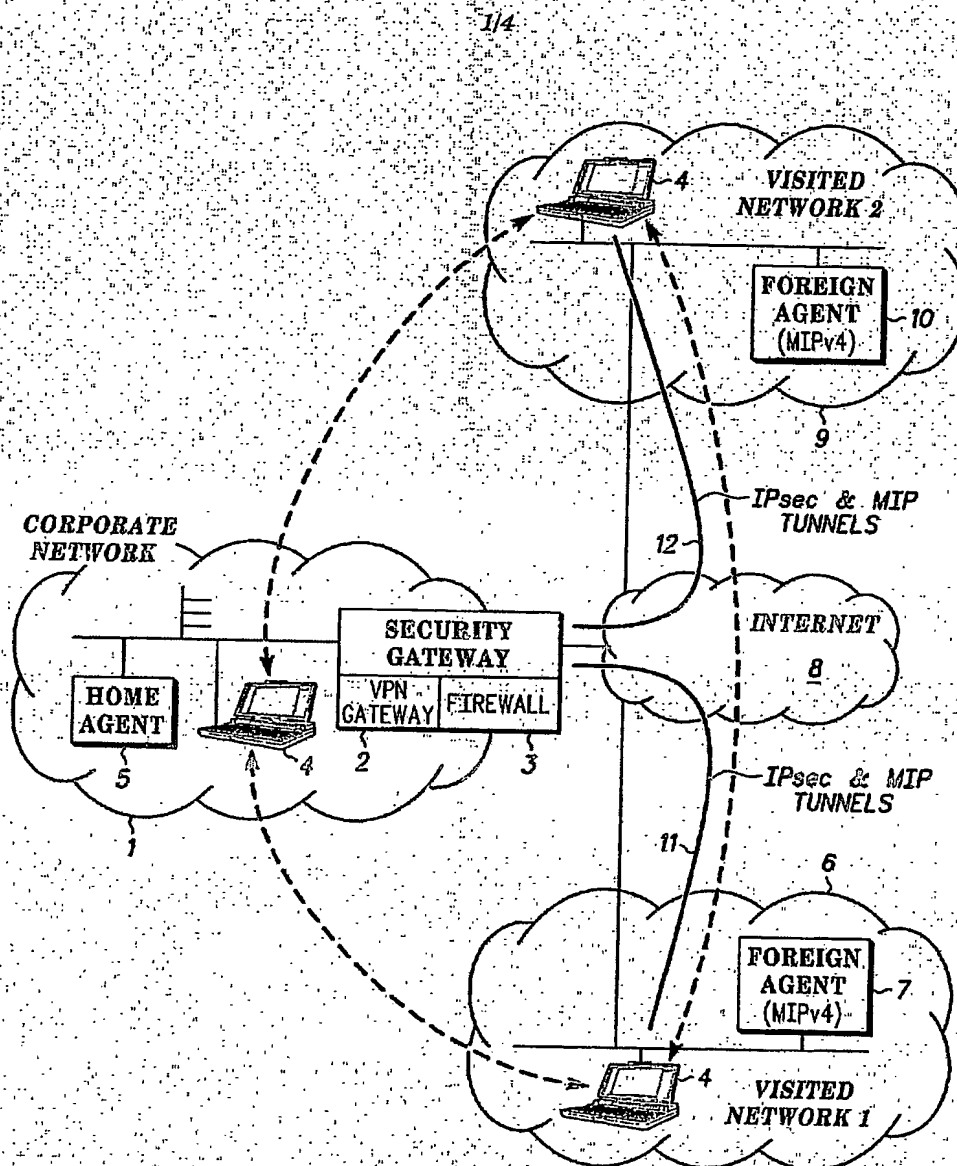 1/4
4
VISITED
NETWORK 2
FOREIGN
AGENT
(MIPv4)
10
9
IPsec & MIP
TUNNELS
12
CORPORATE
NETWORK
SECURITY
GATEWAY
VPN
GATEWAY
FIREWALL
HOME
AGENT
5
4
2
3
1
INTERNET
8
IPsec & MIP
TUNNELS
11
6
FOREIGN
AGENT
(MIPv4)
7
4
VISITED
NETWORK 1